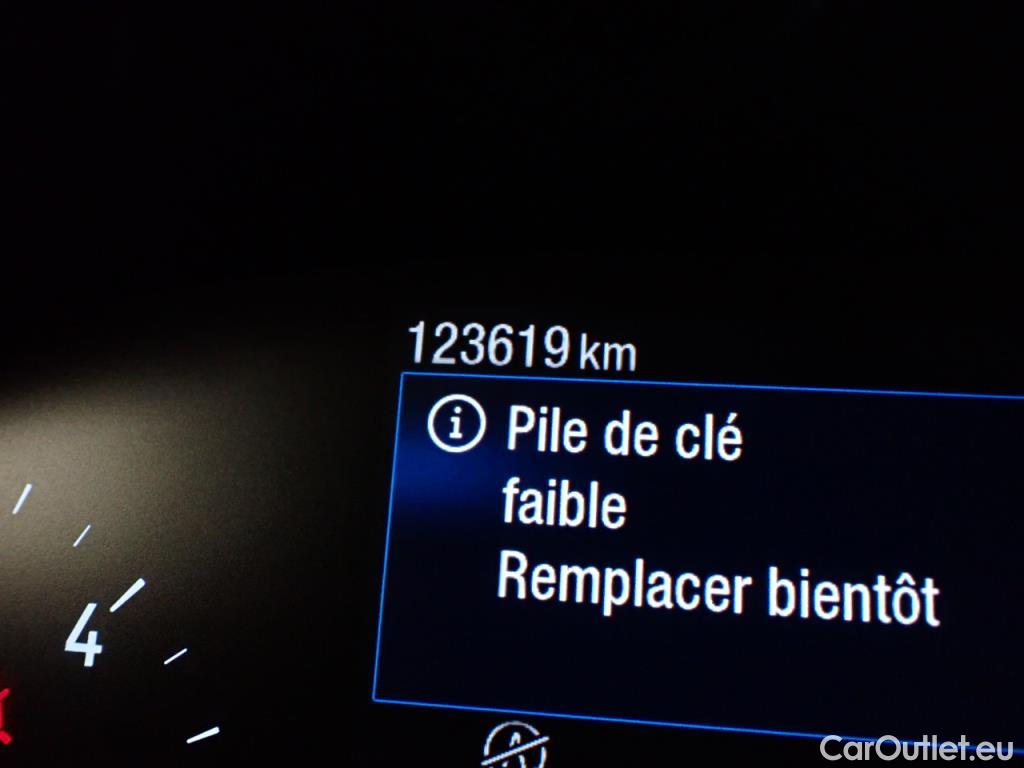 123619 km
Pile de clé
faible
Remplacer bientôt
4
CarOutlet.eu